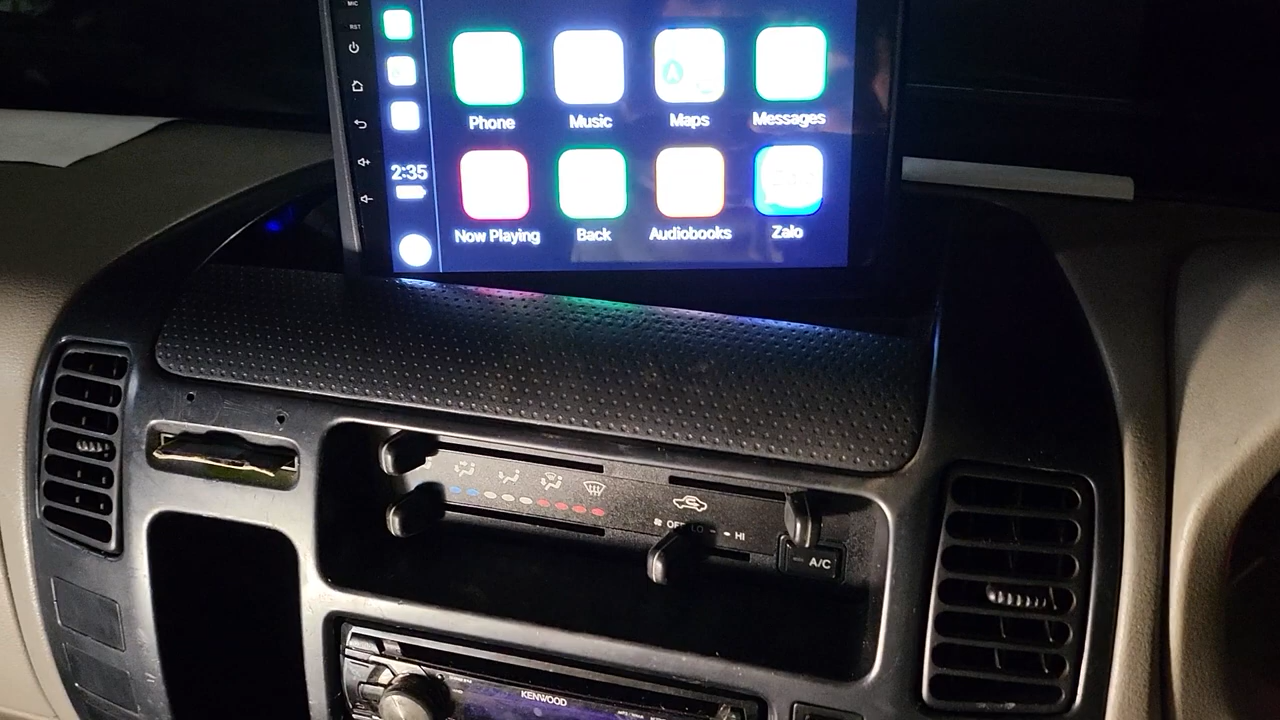 MIC
RST
Phone
Music
Maps
Messages
2:35
Now Playing
Back
Audiobooks
Zalo
OFF LO HI
A/C
KENWOOD